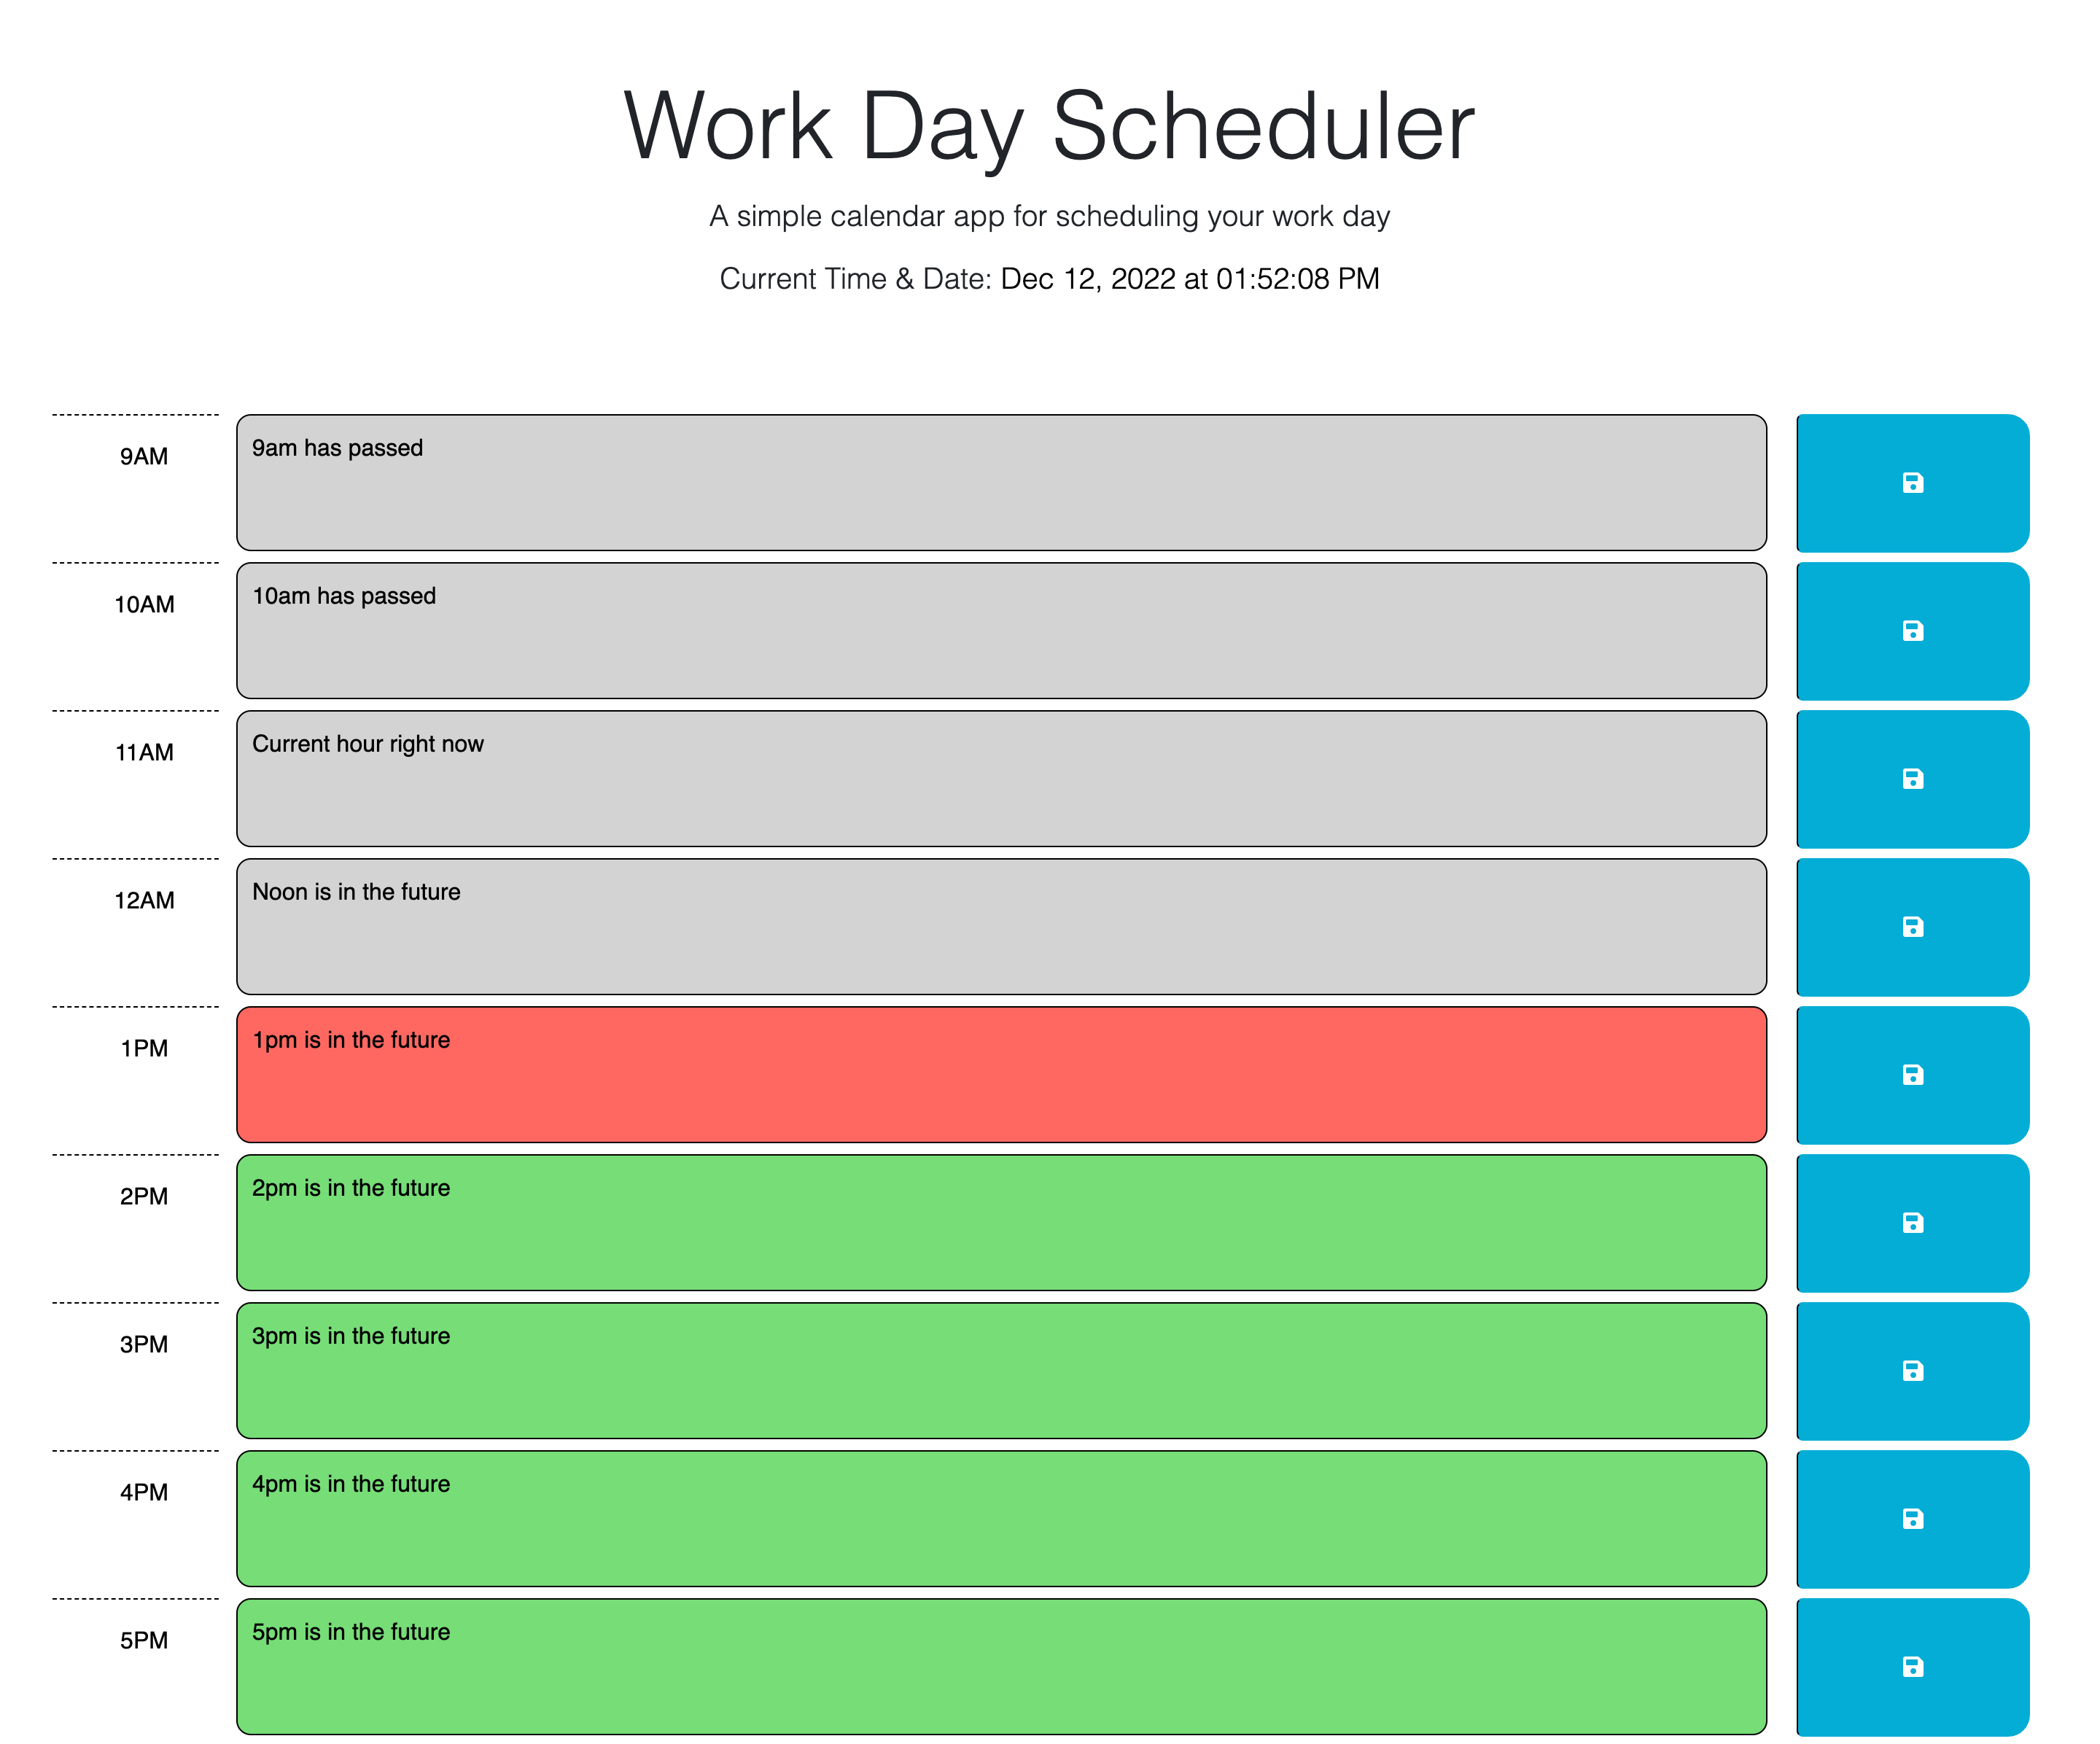 Work Day Scheduler
A simple calendar app for scheduling your work day
Current Time & Date: Dec 12, 2022 at 01:52:08 PM
9AM
9am has passed
10AM
10am has passed
11AM
Current hour right now
12AM
Noon is in the future
1PM
1pm is in the future
2PM
2pm is in the future
3PM
3pm is in the future
4PM
4pm is in the future
5PM
5pm is in the future